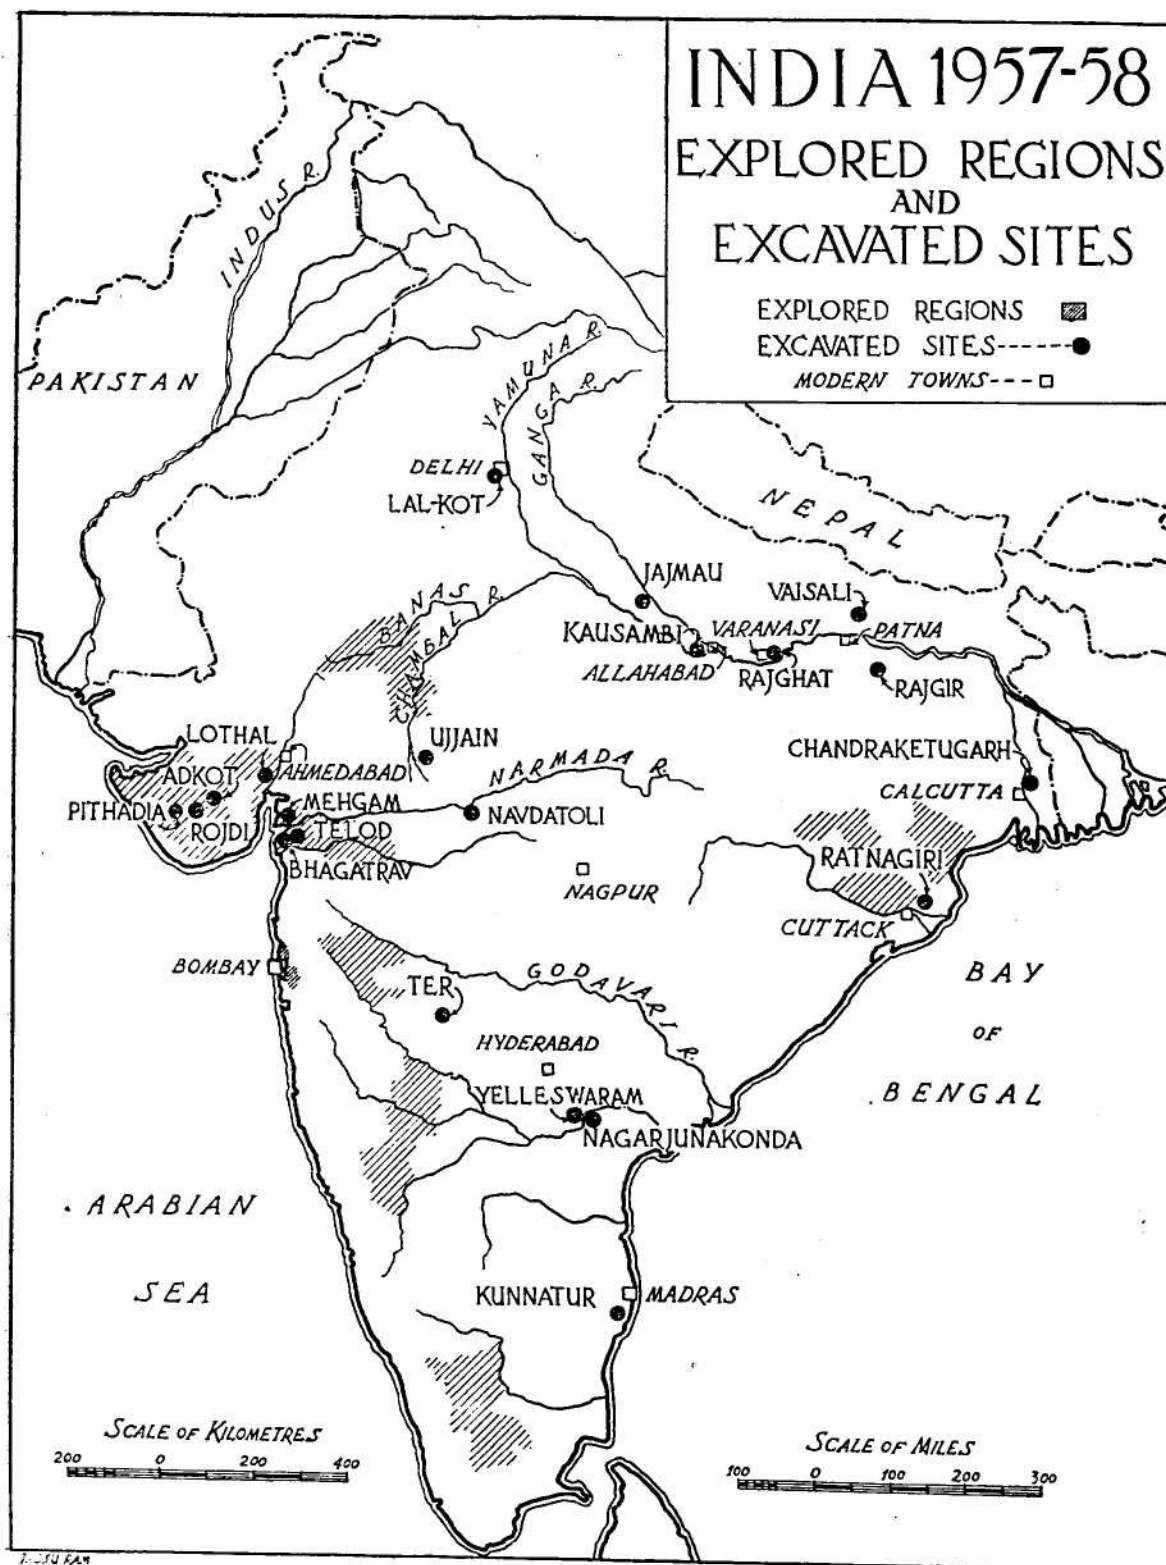 INDIA 1957-58
EXPLORED REGIONS
AND
EXCAVATED SITES
EXPLORED REGIONS
EXCAVATED SITES
MODERN TOWNS
INDUS R.
PAKISTAN
YAMUNA R.
GANGA R.
DELHI
LAL-KOT
NEPAL
JAJMAU
VAISALI
BANAS R.
CHAMBAL
KAUSAMBI
VARANASI
PATNA
ALLAHABAD
RAJGHAT
RAJGIR
LOTHAL
UJJAIN
CHANDRAKETUGARH
ADKOT
AHMEDABAD
NARMADA R.
CALCUTTA
PITHADIA
ROJDI
MEHGAM
NAVDATOLI
TELOD
BHAGATRAV
RATNAGIRI
NAGPUR
CUTTACK
BOMBAY
GODAVARI R.
BAY
OF
BENGAL
TER
HYDERABAD
YELLESWARAM
NAGARJUNAKONDA
ARABIAN
SEA
KUNNATUR
MADRAS
SCALE OF KILOMETRES
200 0 200 400
SCALE OF MILES
100 0 100 200 300